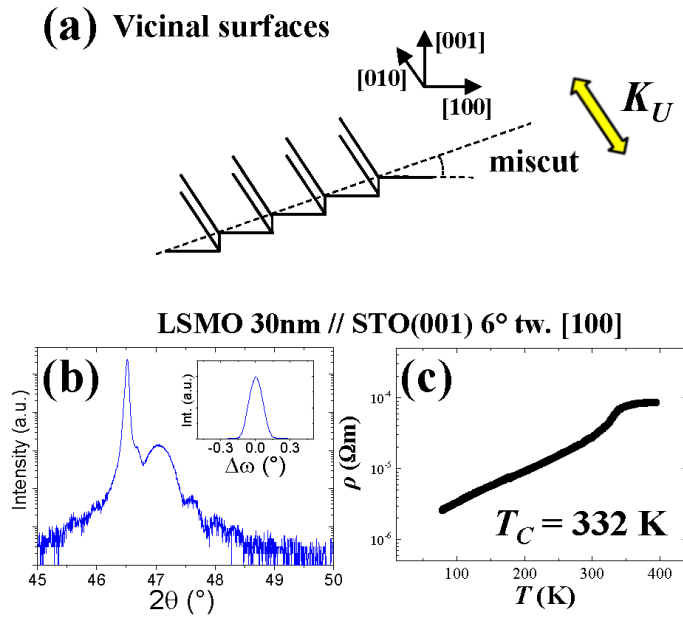 (a) Vicinal surfaces
[001]
[010]
[100]
K_U
miscut
LSMO 30nm // STO(001) 6° tw. [100]
(b)
Intensity (a.u.)
Int. (a.u.)
-0.3 0.0 0.3
Δω (°)
45 46 47 48 49 50
2θ (°)
(c)
ρ (Ωm)
10⁻⁴
10⁻⁵
10⁻⁶
T_C = 332 K
100 200 300 400
T (K)